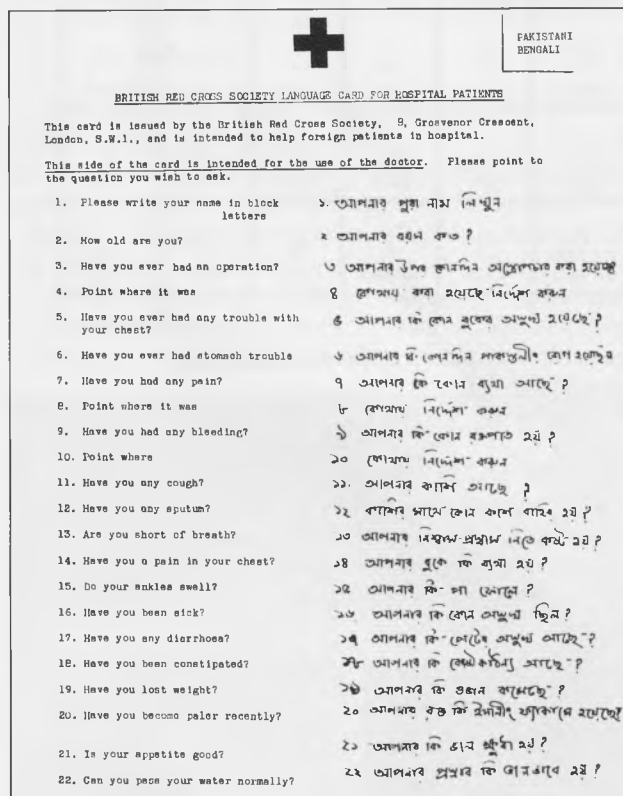 PAKISTANI
BENGALI
BRITISH RED CROSS SOCIETY LANGUAGE CARD FOR HOSPITAL PATIENTS
This card is issued by the British Red Cross Society, 9, Grosvenor Crescent,
London, S.W.1., and is intended to help foreign patients in hospital.
This side of the card is intended for the use of the doctor. Please point to
the question you wish to ask.
1. Please write your name in block ১. আপনার পুরা নাম লিখুন
letters
2. How old are you? ২ আপনার বয়স কত ?
3. Have you ever had an operation? ৩ আপনার উপর কোনদিন অস্ত্রোপচার করা হয়েছে
4. Point where it was ৪ কোথায় করা হয়েছে নির্দেশ করুন
5. Have you ever had any trouble with ৫ আপনার কি কোন বুকের অসুখ হয়েছে ?
your chest?
6. Have you ever had stomach trouble ৬ আপনার কি কোনদিন পাকস্থলীর রোগ হয়েছে
7. Have you had any pain? ৭ আপনার কি কোন ব্যথা আছে ?
8. Point where it was ৮ কোথায় নির্দেশ করুন
9. Have you had any bleeding? ৯ আপনার কি কোন রক্তপাত হয় ?
10. Point where ১০ কোথায় নির্দেশ করুন
11. Have you any cough? ১১. আপনার কাশি আছে ?
12. Have you any sputum? ১২ কাশির সাথে কোন কাশ বাহির হয় ?
13. Are you short of breath? ১৩ আপনার নিশ্বাস প্রশ্বাস নিতে কষ্ট হয় ?
14. Have you a pain in your chest? ১৪ আপনার বুকে কি ব্যথা হয় ?
15. Do your ankles swell? ১৫ আপনার কি পা ফোলে ?
16. Have you been sick? ১৬ আপনার কি কোন অসুখ ছিল ?
17. Have you any diarrhoea? ১৭ আপনার কি পেটের অসুখ আছে ?
18. Have you been constipated? ১৮ আপনার কি কোষ্ঠকাঠিন্য আছে ?
19. Have you lost weight? ১৯ আপনার কি ওজন কমেছে ?
20. Have you become paler recently? ২০ আপনার রক্ত কি ইদানীং ফ্যাকাসে হয়েছে?
21. Is your appetite good? ২১ আপনার কি ভাল ক্ষুধা হয় ?
22. Can you pass your water normally? ২২ আপনার প্রস্রাব কি ভালভাবে হয় ?